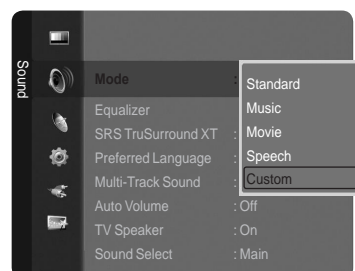 Sound
Mode : Standard
Music
Equalizer
Movie
SRS TruSurround XT :
Speech
Preferred Language :
Custom
Multi-Track Sound :
Auto Volume : Off
TV Speaker : On
Sound Select : Main